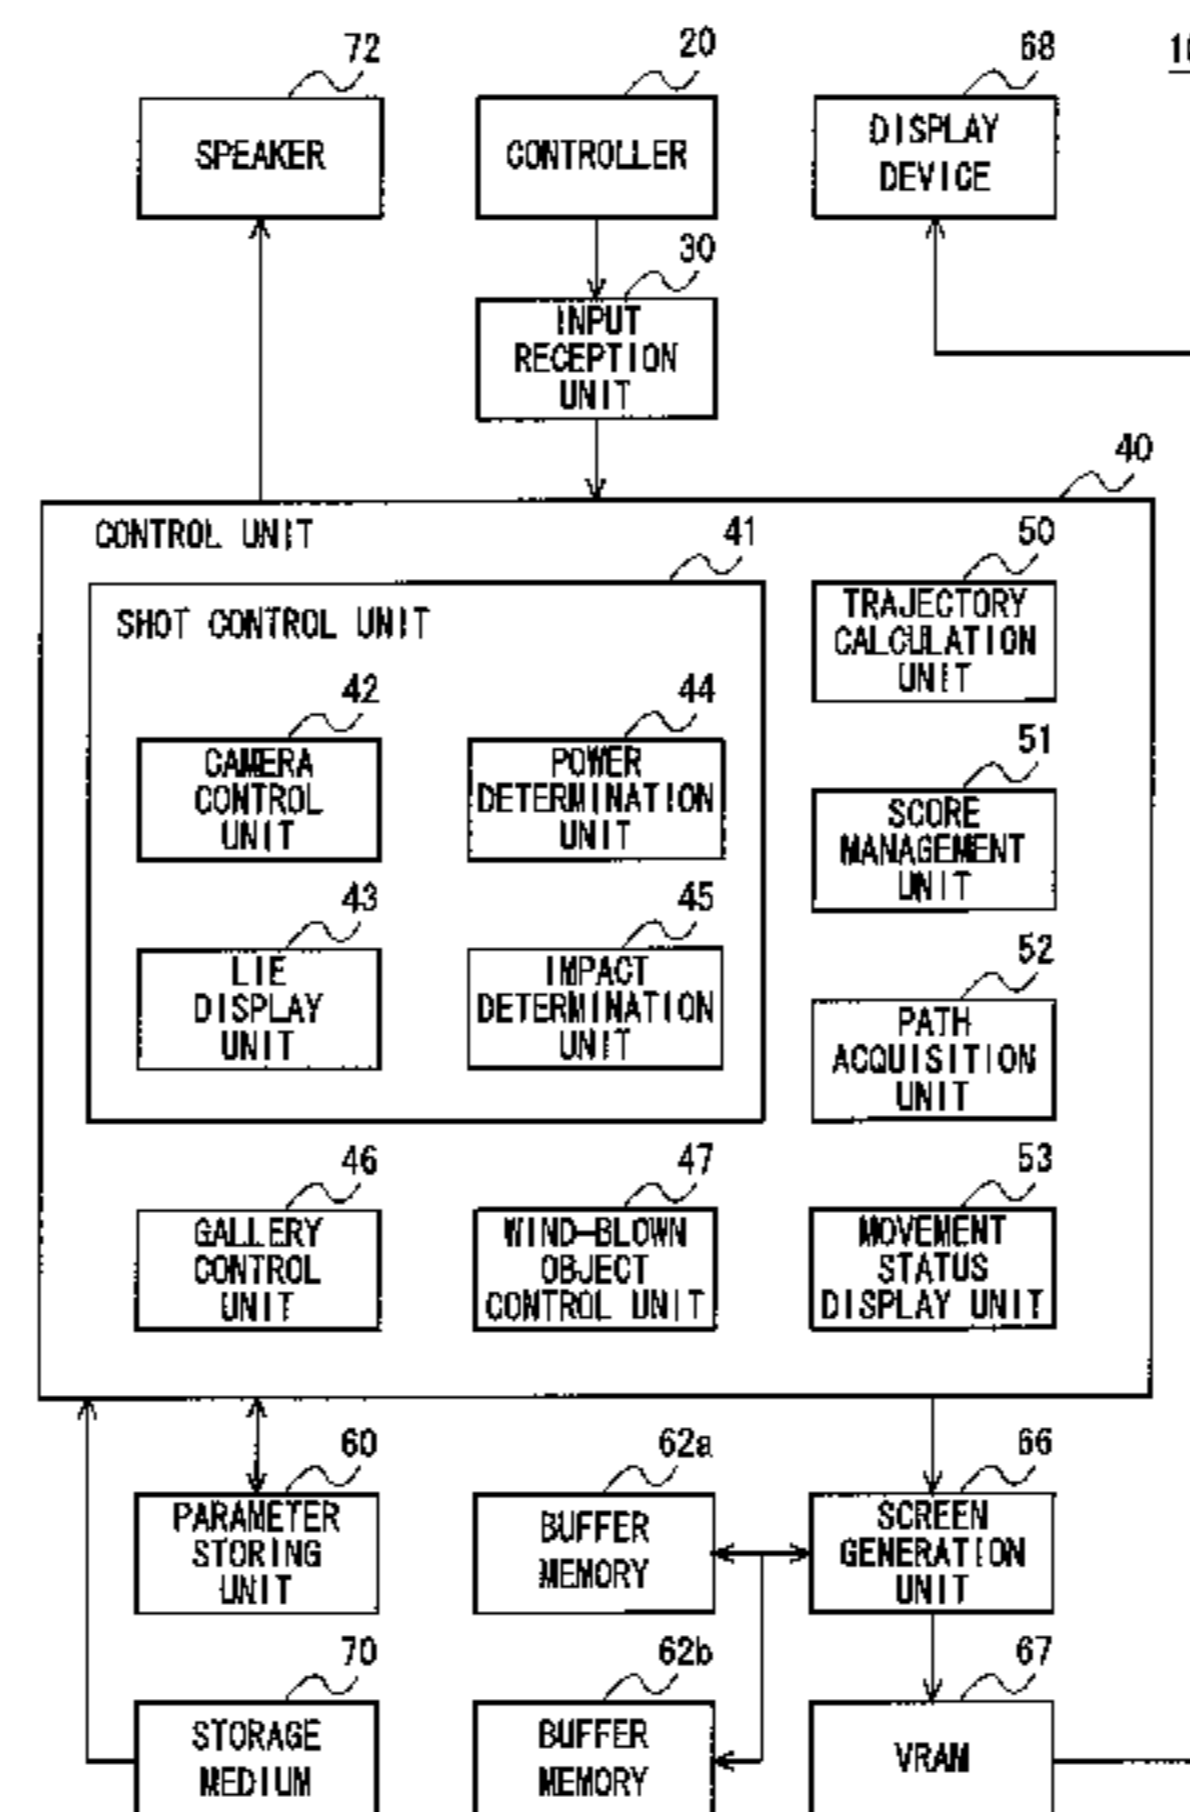 72
20
68
SPEAKER
CONTROLLER
DISPLAY
DEVICE
30
INPUT
RECEPTION
UNIT
40
CONTROL UNIT
41
SHOT CONTROL UNIT
42
CAMERA
CONTROL
UNIT
44
POWER
DETERMINATION
UNIT
43
LIE
DISPLAY
UNIT
45
IMPACT
DETERMINATION
UNIT
50
TRAJECTORY
CALCULATION
UNIT
51
SCORE
MANAGEMENT
UNIT
52
PATH
ACQUISITION
UNIT
46
GALLERY
CONTROL
UNIT
47
WIND-BLOWN
OBJECT
CONTROL UNIT
53
MOVEMENT
STATUS
DISPLAY UNIT
60
PARAMETER
STORING
UNIT
62a
BUFFER
MEMORY
66
SCREEN
GENERATION
UNIT
70
STORAGE
MEDIUM
62b
BUFFER
MEMORY
67
VRAM